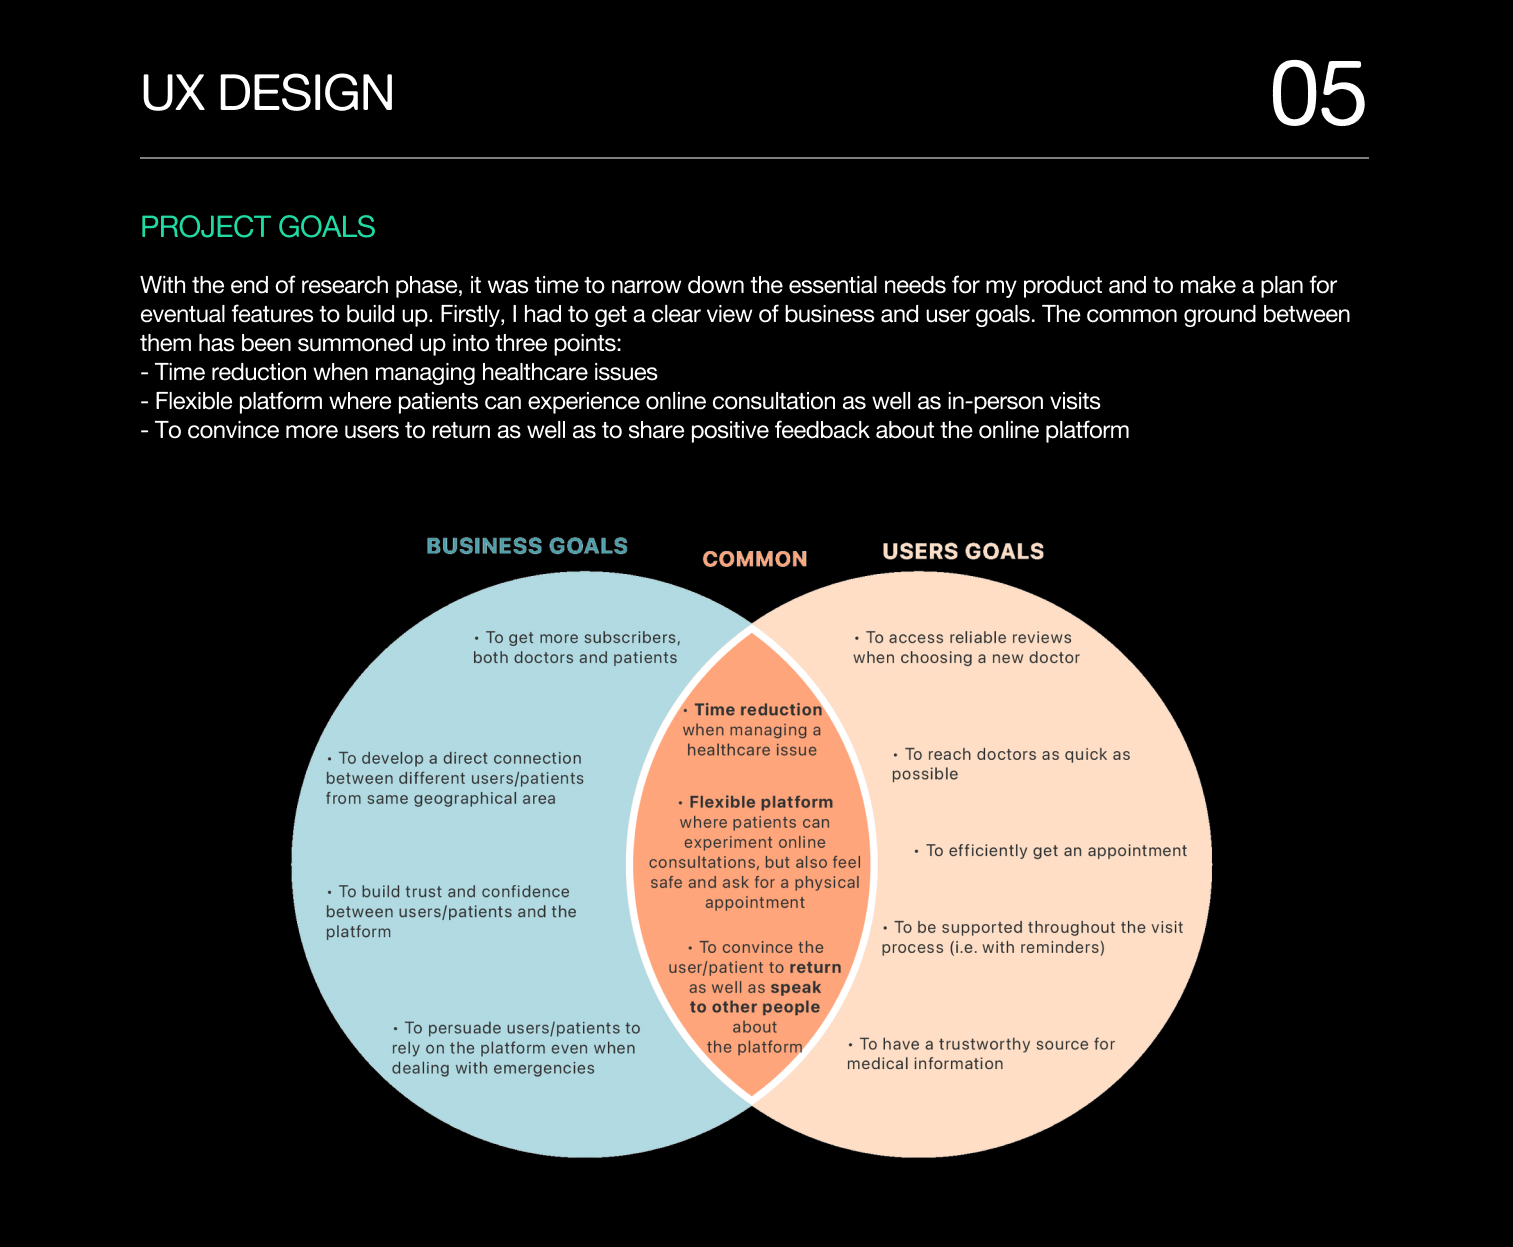 UX DESIGN
05
PROJECT GOALS
With the end of research phase, it was time to narrow down the essential needs for my product and to make a plan for
eventual features to build up. Firstly, I had to get a clear view of business and user goals. The common ground between
them has been summoned up into three points:
- Time reduction when managing healthcare issues
- Flexible platform where patients can experience online consultation as well as in-person visits
- To convince more users to return as well as to share positive feedback about the online platform
BUSINESS GOALS
• To get more subscribers,
both doctors and patients
• To develop a direct connection
between different users/patients
from same geographical area
• To build trust and confidence
between users/patients and the
platform
• To persuade users/patients to
rely on the platform even when
dealing with emergencies
COMMON
• Time reduction
when managing a
healthcare issue
• Flexible platform
where patients can
experiment online
consultations, but also feel
safe and ask for a physical
appointment
• To convince the
user/patient to return
as well as speak
to other people
about
the platform
USERS GOALS
• To access reliable reviews
when choosing a new doctor
• To reach doctors as quick as
possible
• To efficiently get an appointment
• To be supported throughout the visit
process (i.e. with reminders)
• To have a trustworthy source for
medical information